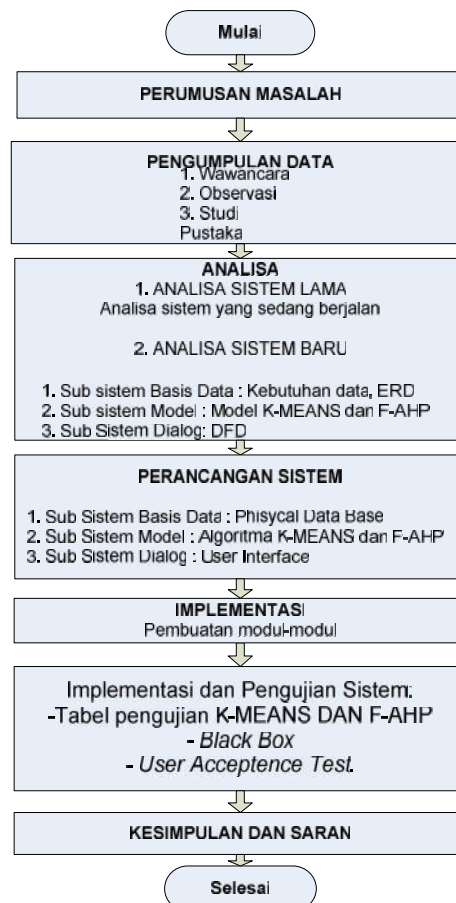 Mulai
PERUMUSAN MASALAH
PENGUMPULAN DATA
1. Wawancara
2. Observasi
3. Studi
Pustaka
ANALISA
1. ANALISA SISTEM LAMA
Analisa sistem yang sedang berjalan
2. ANALISA SISTEM BARU
1. Sub sistem Basis Data : Kebutuhan data, ERD
2. Sub sistem Model : Model K-MEANS dan F-AHP
3. Sub Sistem Dialog: DFD
PERANCANGAN SISTEM
1. Sub Sistem Basis Data : Phisycal Data Base
2. Sub Sistem Model : Algoritma K-MEANS dan F-AHP
3. Sub Sistem Dialog : User Interface
IMPLEMENTASI
Pembuatan modul-modul
Implementasi dan Pengujian Sistem:
-Tabel pengujian K-MEANS DAN F-AHP
- Black Box
- User Acceptence Test.
KESIMPULAN DAN SARAN
Selesai